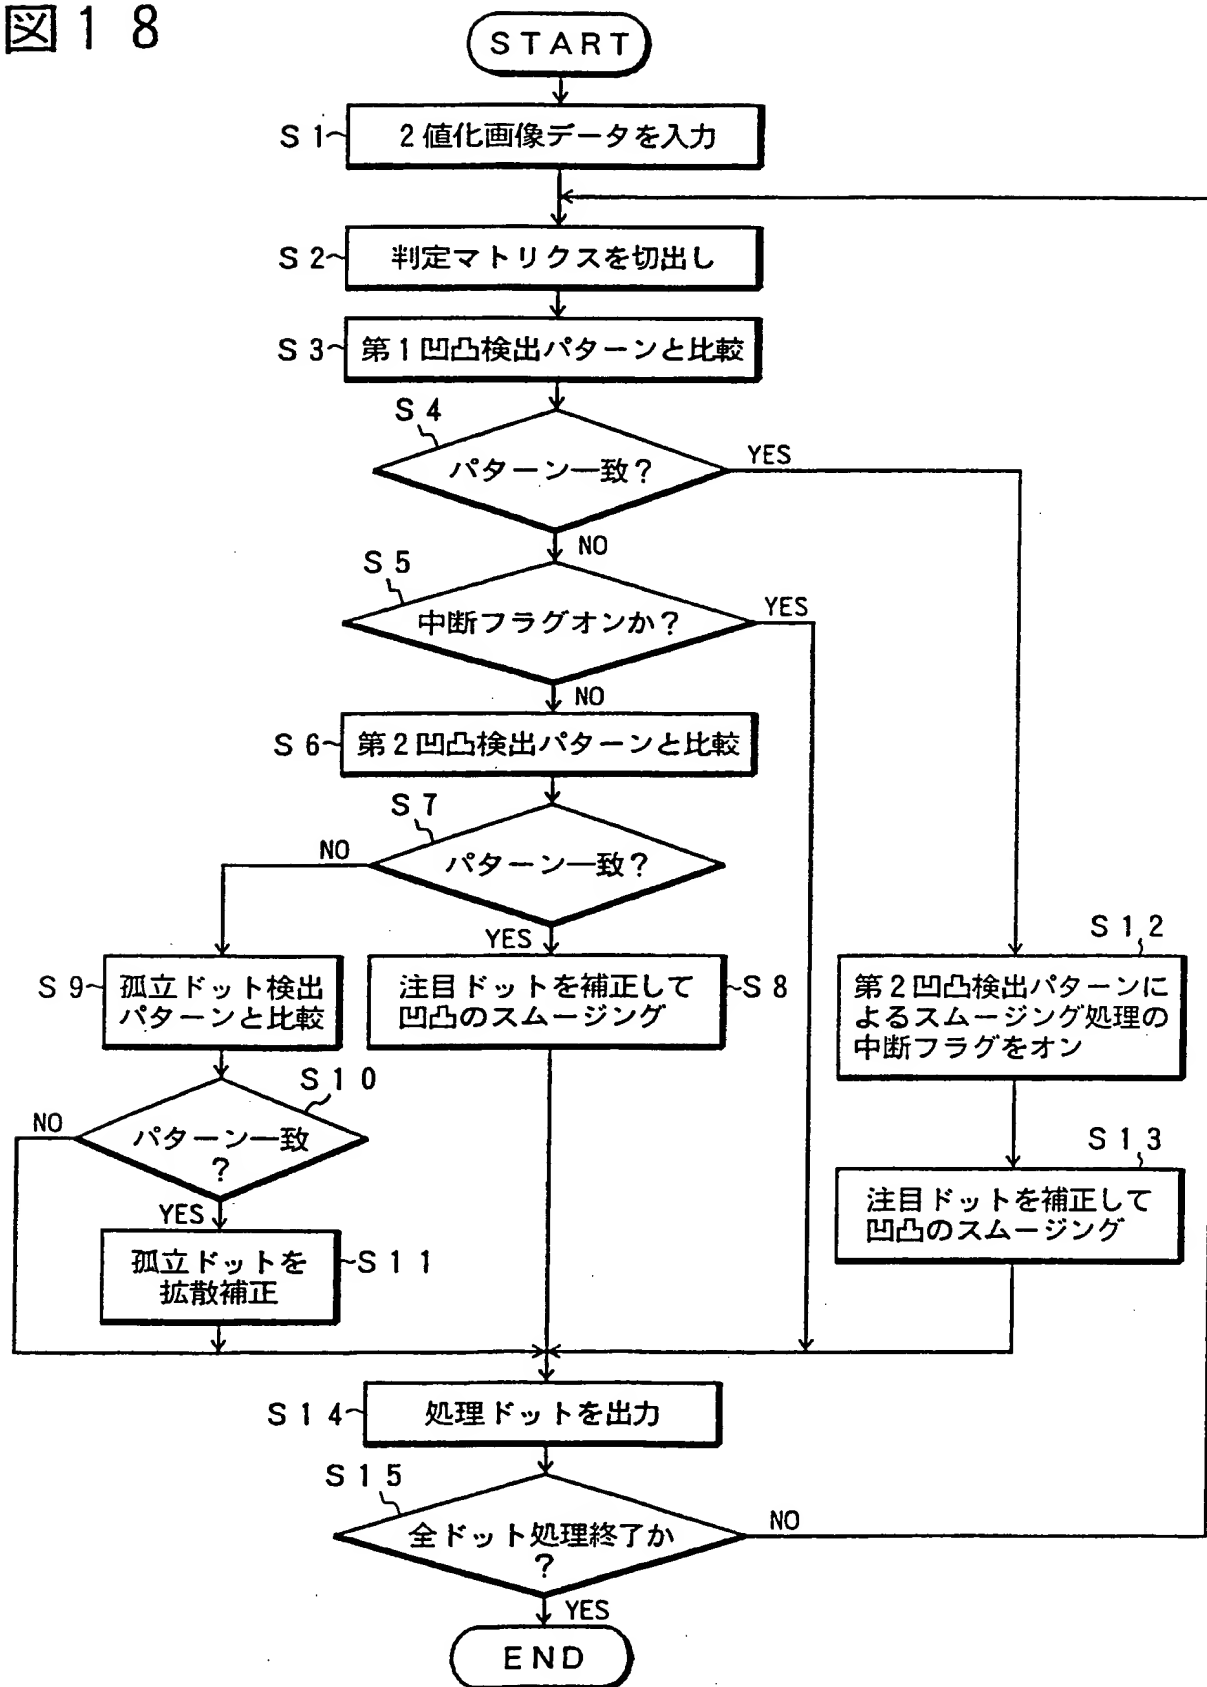 図18
START
S1
2値化画像データを入力
S2
判定マトリクスを切出し
S3
第1凹凸検出パターンと比較
S4
パターン一致?
YES
NO
S5
中断フラグオンか?
YES
NO
S6
第2凹凸検出パターンと比較
S7
パターン一致?
NO
YES
S9
孤立ドット検出
パターンと比較
注目ドットを補正して
凹凸のスムージング
S8
S12
第2凹凸検出パターンに
よるスムージング処理の
中断フラグをオン
S10
パターン一致
?
NO
YES
S11
孤立ドットを
拡散補正
S13
注目ドットを補正して
凹凸のスムージング
S14
処理ドットを出力
S15
全ドット処理終了か
?
NO
YES
END